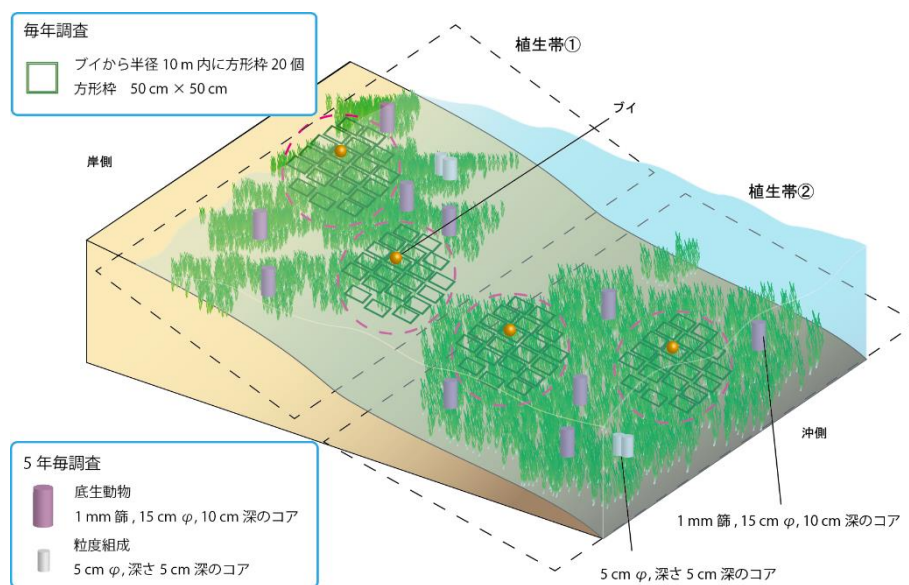 毎年調査
ブイから半径 10 m 内に方形枠 20 個
方形枠 50 cm × 50 cm
植生帯①
ブイ
岸側
植生帯②
沖側
5 年毎調査
底生動物
1 mm 篩 , 15 cm φ, 10 cm 深のコア
粒度組成
5 cm φ, 深さ 5 cm 深のコア
1 mm 篩 , 15 cm φ, 10 cm 深のコア
5 cm φ, 深さ 5 cm 深のコア